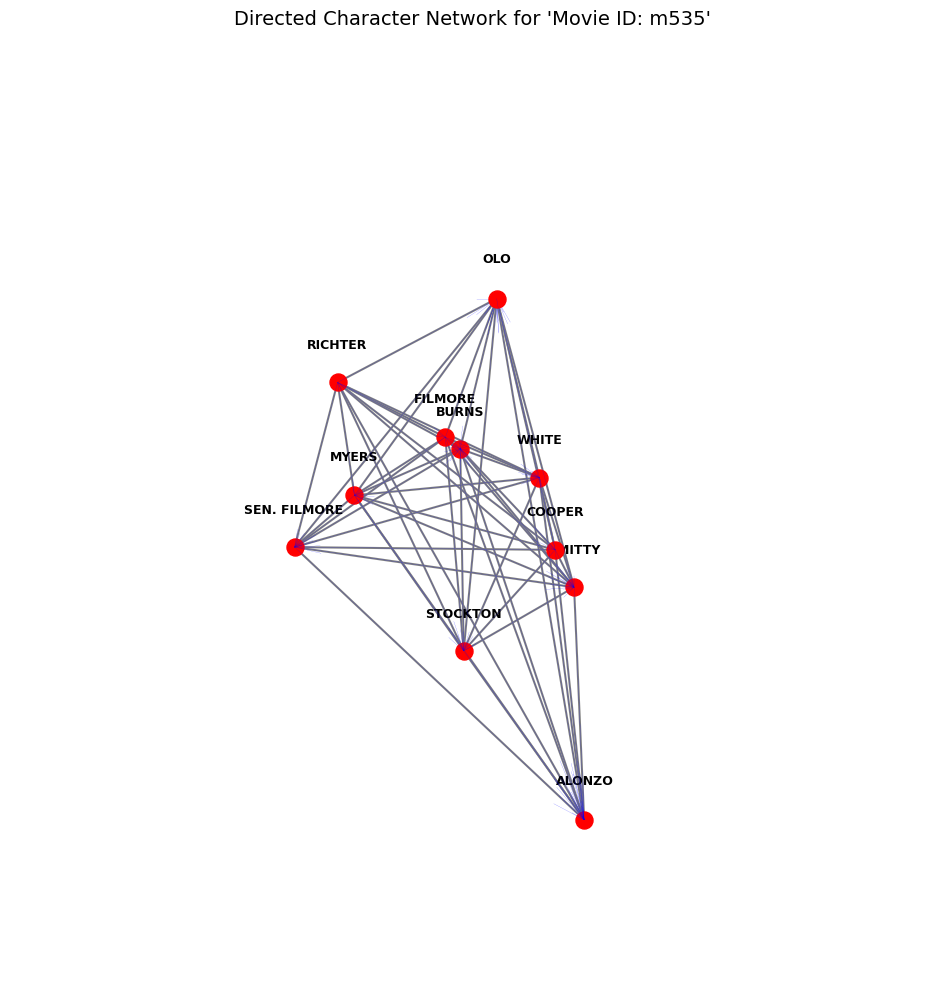 Directed Character Network for 'Movie ID: m535'
OLO
RICHTER
FILMORE
BURNS
WHITE
MYERS
SEN. FILMORE
COOPER
MITTY
STOCKTON
ALONZO